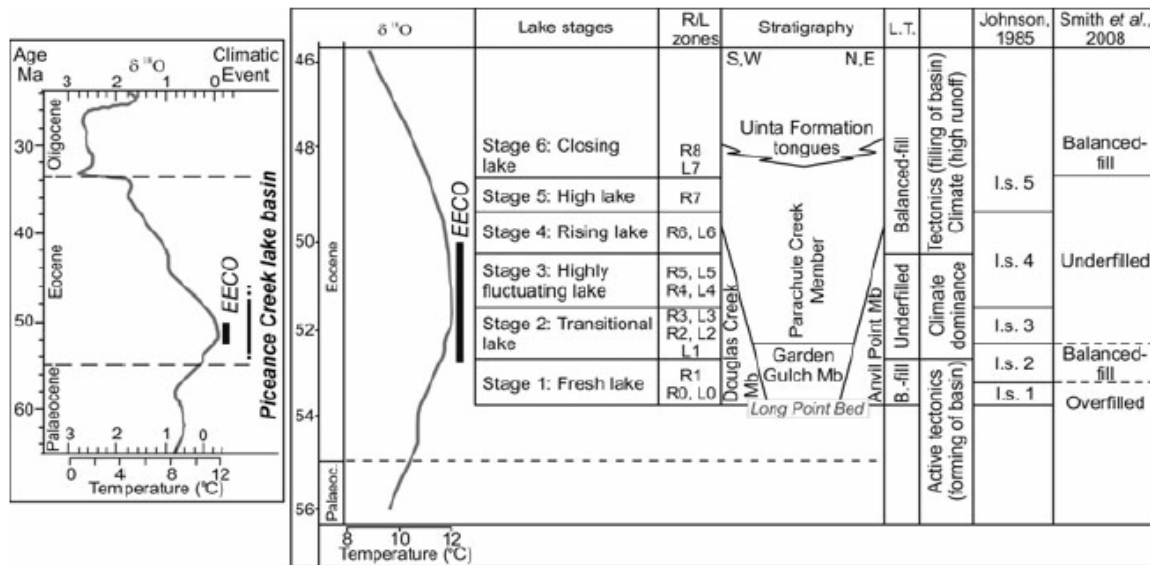 Age
Ma
δ 18O
Climatic
Event
3 2 1 0
Oligocene
Eocene
Palaeocene
30
40
50
60
EECO
Piceance Creek lake basin
3 2 1 0
0 4 8 12
Temperature (°C)
δ 18O
Lake stages
R/L
zones
Stratigraphy
L.T.
Johnson,
1985
Smith et al.,
2008
46
48
50
52
54
56
Eocene
Palaeoc.
EECO
8 10 12
Temperature (°C)
Stage 6: Closing
lake
Stage 5: High lake
Stage 4: Rising lake
Stage 3: Highly
fluctuating lake
Stage 2: Transitional
lake
Stage 1: Fresh lake
R8
L7
R7
R6, L6
R5, L5
R4, L4
R3, L3
R2, L2
L1
R1
R0, L0
S,W N,E
Uinta Formation
tongues
Parachute Creek
Member
Douglas Creek
Mb
Garden
Gulch Mb
Anvil Point Mb
Long Point Bed
Balanced-fill
Underfilled
B.-fill
Tectonics (filling of basin)
Climate (high runoff)
Climate
dominance
Active tectonics
(forming of basin)
l.s. 5
l.s. 4
l.s. 3
l.s. 2
l.s. 1
Balanced-
fill
Underfilled
Balanced-
fill
Overfilled